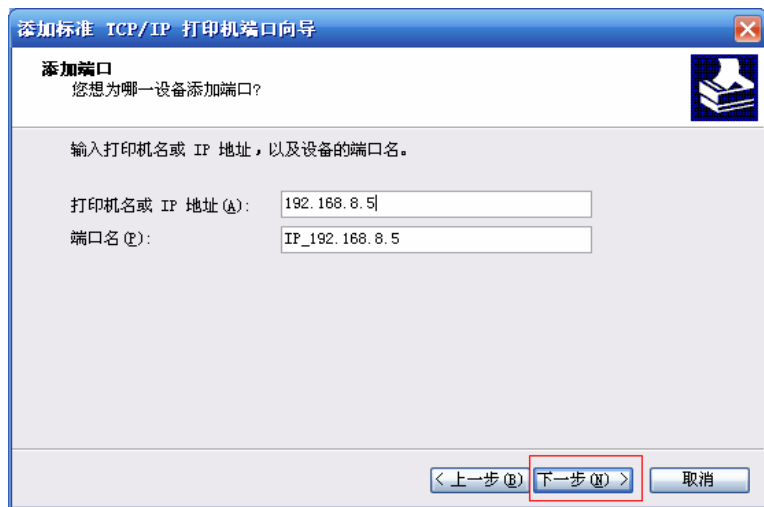 添加标准 TCP/IP 打印机端口向导
添加端口
您想为哪一设备添加端口?
输入打印机名或 IP 地址，以及设备的端口名。
打印机名或 IP 地址(A): 192.168.8.5
端口名(P): IP_192.168.8.5
< 上一步(B) 下一步(N) > 取消